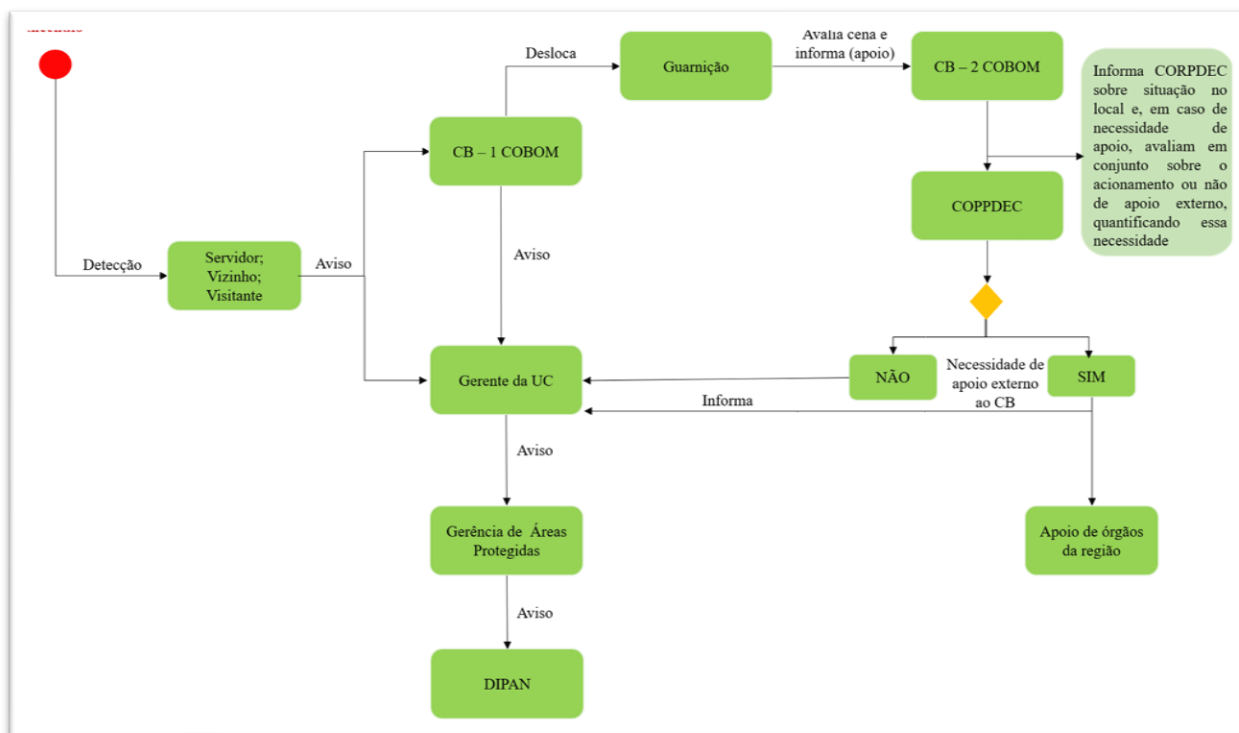 Detecção
Servidor;
Vizinho;
Visitante
Aviso
CB – 1 COBOM
Desloca
Guarnição
Avalia cena e
informa (apoio)
CB – 2 COBOM
Informa CORPDEC
sobre situação no
local e, em caso de
necessidade de
apoio, avaliam em
conjunto sobre o
acionamento ou não
de apoio externo,
quantificando essa
necessidade
COPPDEC
Aviso
Gerente da UC
NÃO
Necessidade de
apoio externo
ao CB
SIM
Informa
Aviso
Gerência de Áreas
Protegidas
Apoio de órgãos
da região
Aviso
DIPAN